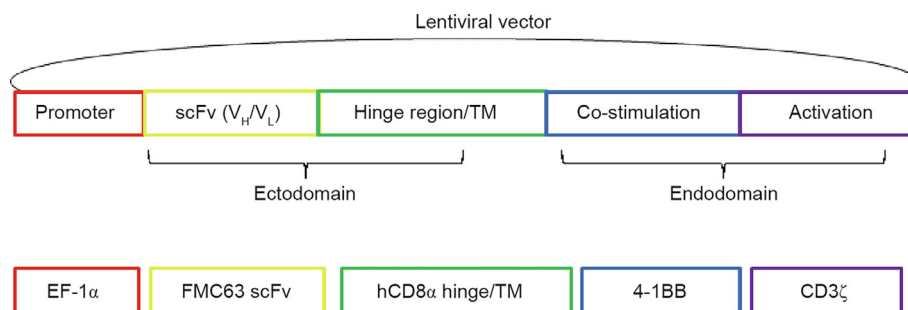 Lentiviral vector
Promoter scFv (VH/VL) Hinge region/TM Co-stimulation Activation
Ectodomain Endodomain
EF-1α FMC63 scFv hCD8α hinge/TM 4-1BB CD3ζ